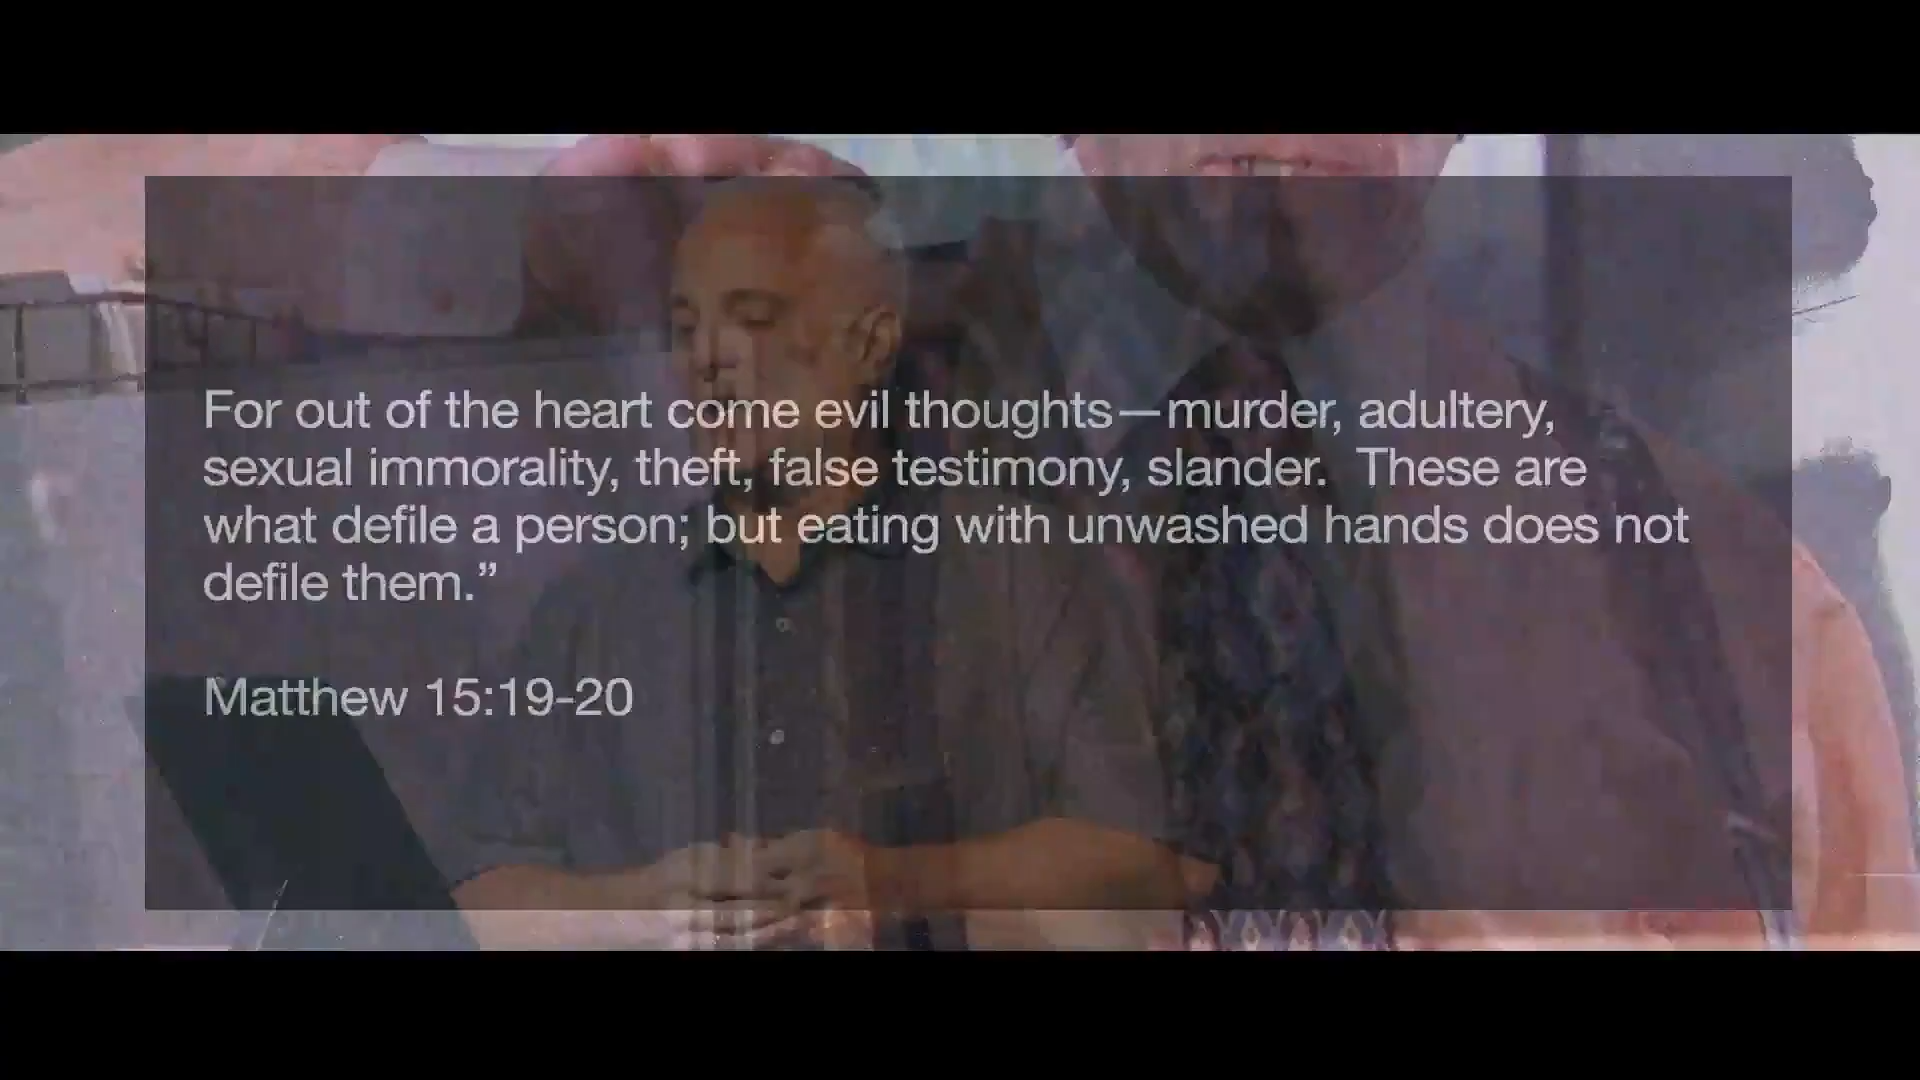 For out of the heart come evil thoughts—murder, adultery,
sexual immorality, theft, false testimony, slander.  These are
what defile a person; but eating with unwashed hands does not
defile them.”
Matthew 15:19-20